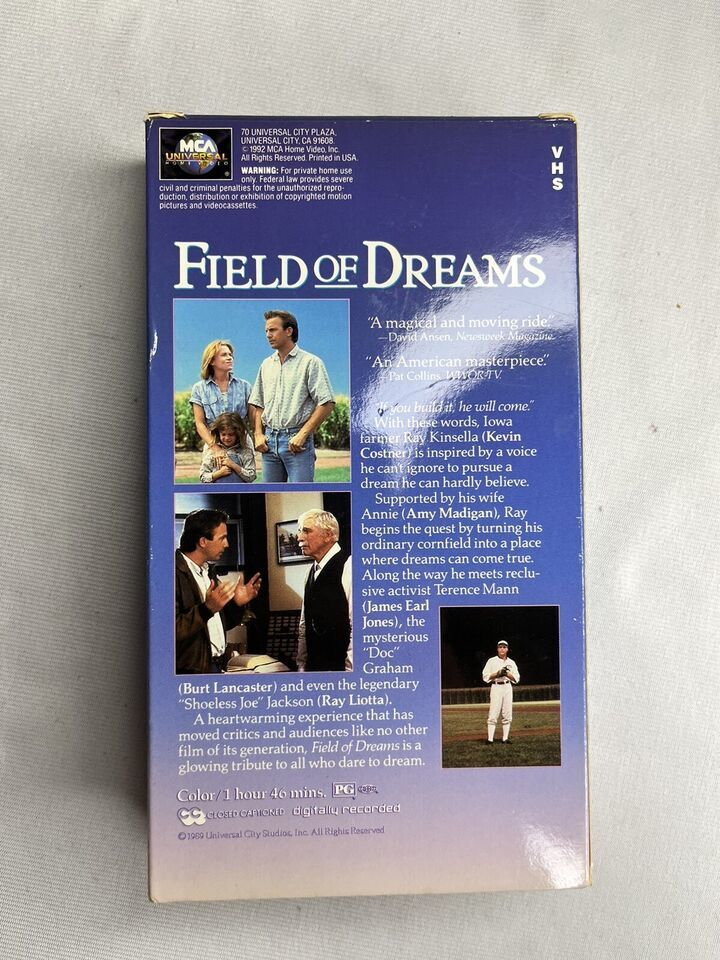 MCA
UNIVERSAL
HOME VIDEO
®
70 UNIVERSAL CITY PLAZA,
UNIVERSAL CITY, CA 91608.
© 1992 MCA Home Video, Inc.
All Rights Reserved. Printed in USA.
WARNING: For private home use
only. Federal law provides severe
civil and criminal penalties for the unauthorized repro-
duction, distribution or exhibition of copyrighted motion
pictures and videocassettes.
VHS
FIELD OF DREAMS
"A magical and moving ride."
—David Ansen, Newsweek Magazine
"An American masterpiece."
—Pat Collins, WWOR-TV
"If you build it, he will come."
With these words, Iowa
farmer Ray Kinsella (Kevin
Costner) is inspired by a voice
he can't ignore to pursue a
dream he can hardly believe.
Supported by his wife
Annie (Amy Madigan), Ray
begins the quest by turning his
ordinary cornfield into a place
where dreams can come true.
Along the way he meets reclu-
sive activist Terence Mann
(James Earl
Jones), the
mysterious
"Doc"
Graham
(Burt Lancaster) and even the legendary
"Shoeless Joe" Jackson (Ray Liotta).
A heartwarming experience that has
moved critics and audiences like no other
film of its generation, Field of Dreams is a
glowing tribute to all who dare to dream.
Color/1 hour 46 mins. PG
CC CLOSED CAPTIONED digitally recorded
© 1989 Universal City Studios, Inc. All Rights Reserved